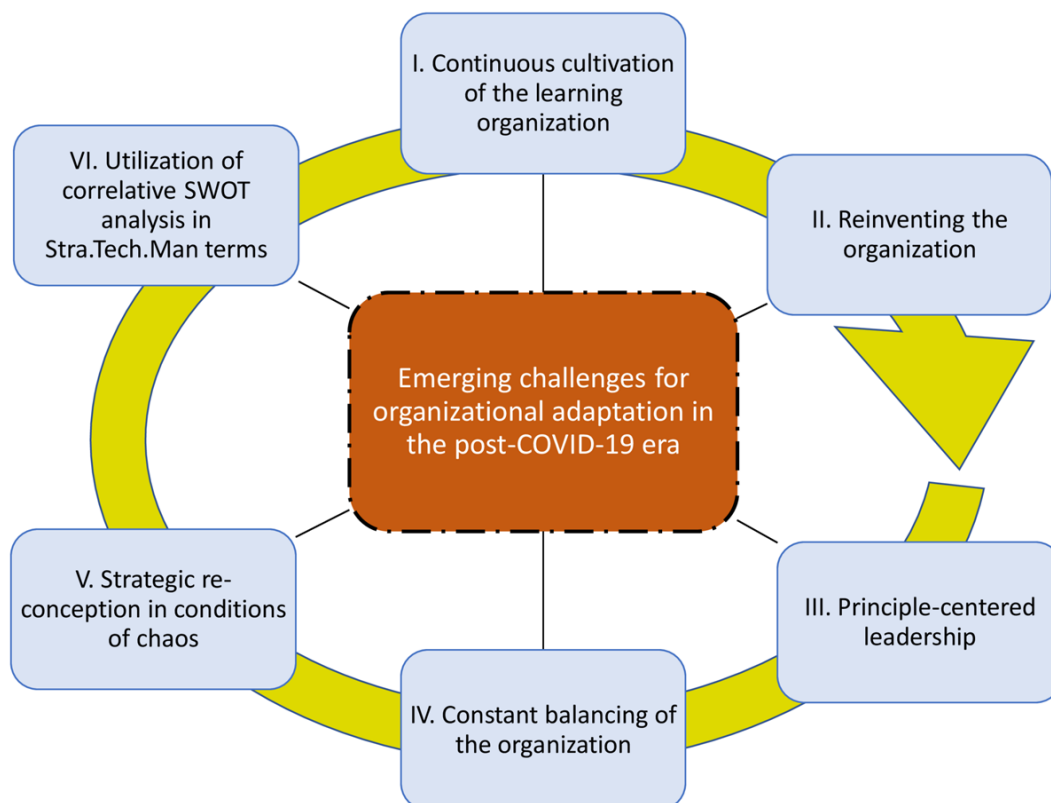 I. Continuous cultivation
of the learning
organization
II. Reinventing the
organization
III. Principle-centered
leadership
IV. Constant balancing of
the organization
V. Strategic re-
conception in conditions
of chaos
VI. Utilization of
correlative SWOT
analysis in
Stra.Tech.Man terms
Emerging challenges for
organizational adaptation in
the post-COVID-19 era